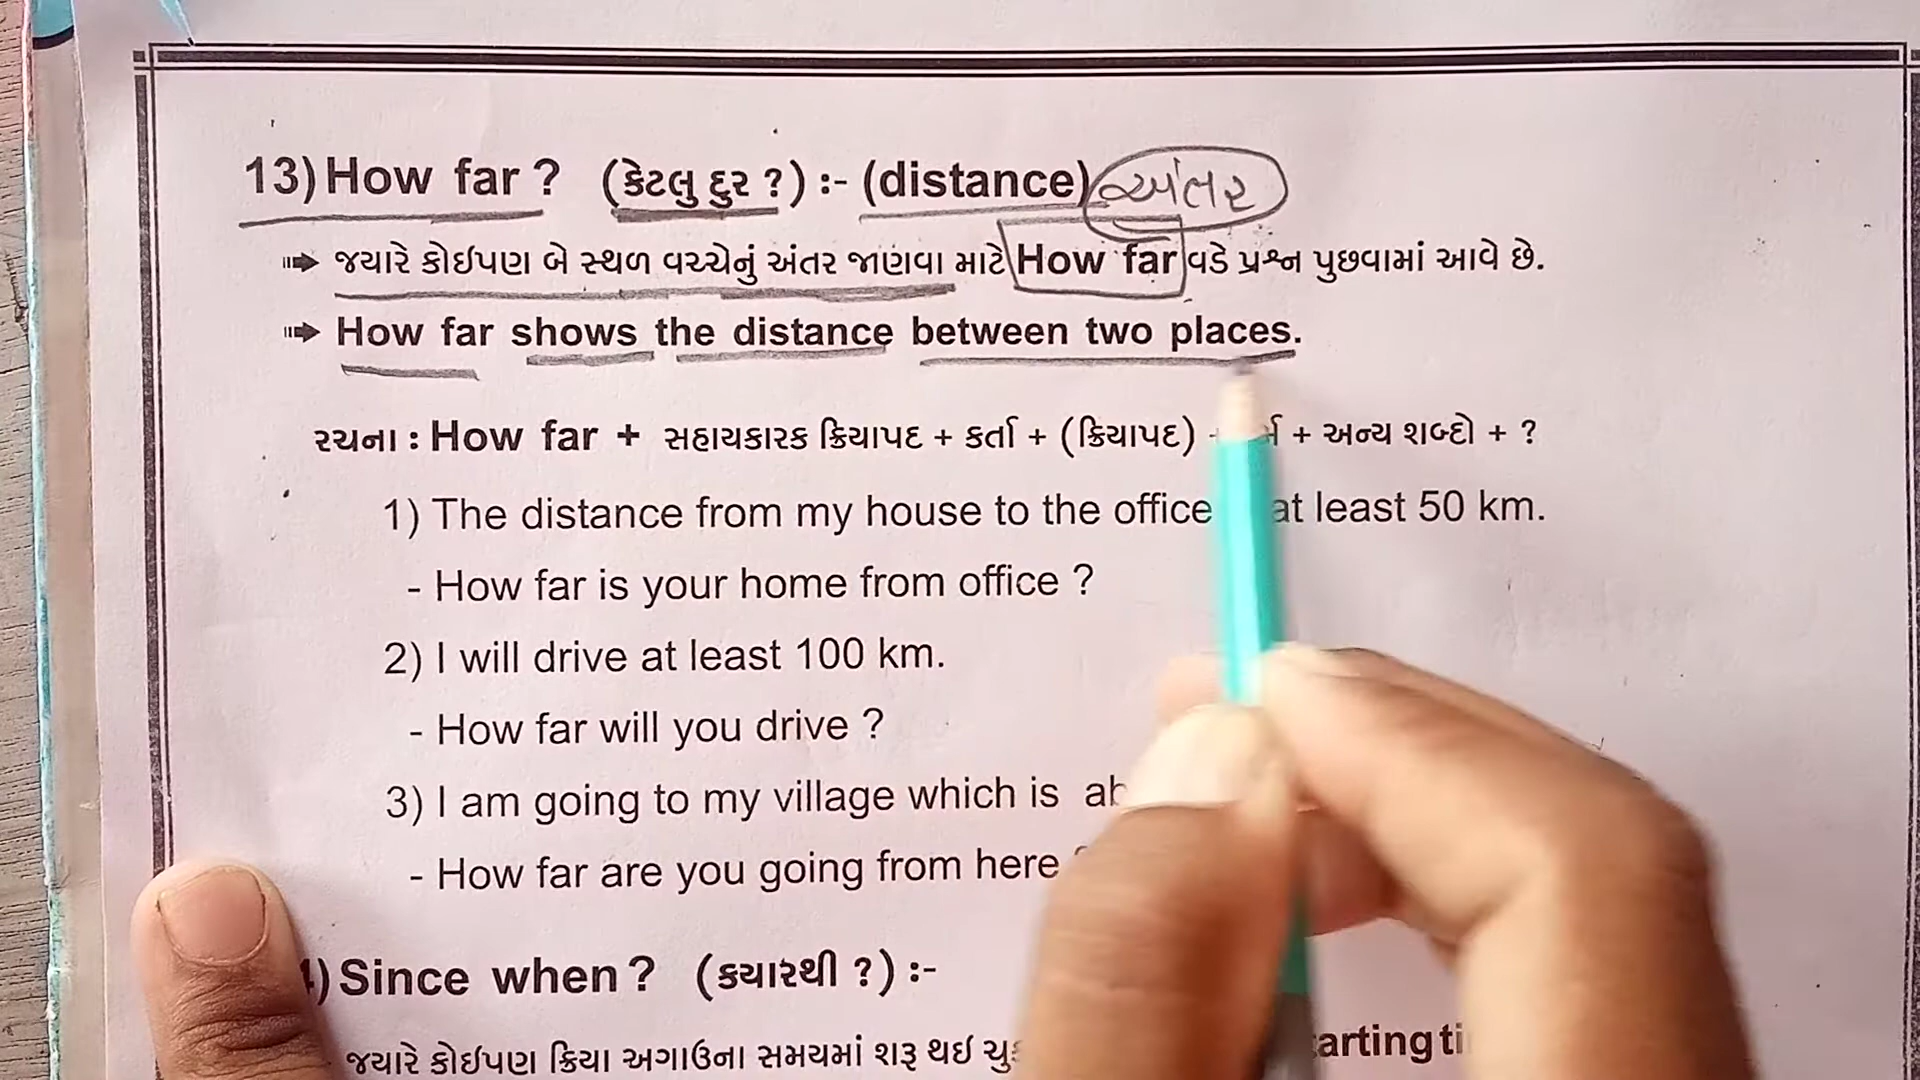 13) How far ? (કેટલુ દુર ?) :- (distance) અંતર
જયારે કોઈપણ બે સ્થળ વચ્ચેનું અંતર જાણવા માટે How far વડે પ્રશ્ન પુછવામાં આવે છે.
How far shows the distance between two places.
રચના : How far + સહાયકારક ક્રિયાપદ + કર્તા + (ક્રિયાપદ) + અન્ય શબ્દો + ?
1) The distance from my house to the office at least 50 km.
- How far is your home from office ?
2) I will drive at least 100 km.
- How far will you drive ?
3) I am going to my village which is
- How far are you going from here
) Since when ? (કયારથી ?) :-
જયારે કોઈપણ ક્રિયા અગાઉના સમયમાં શરૂ થઇ